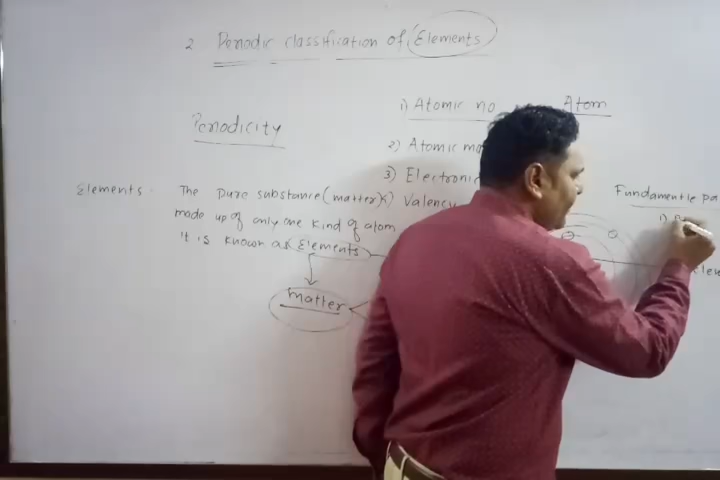 2 Periodic classification of Elements
Periodicity
1) Atomic no
Atom
2) Atomic
3) Electronic
Valency
Elements : The pure substance (matter)
made up of only one kind of atom
it is known as Elements
matter
Fundamentle
1)